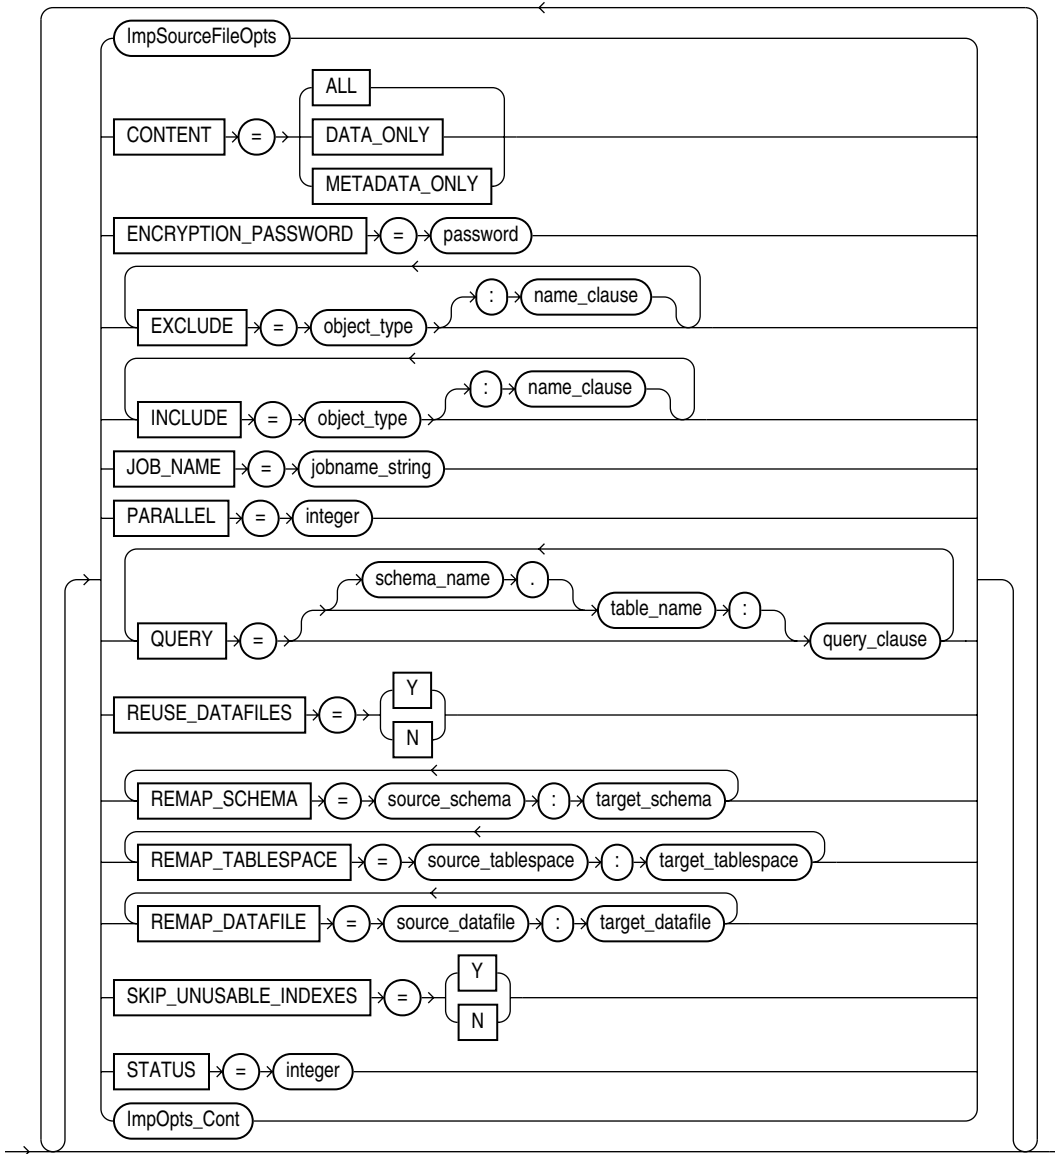 ImpSourceFileOpts
ALL
CONTENT = DATA_ONLY
METADATA_ONLY
ENCRYPTION_PASSWORD = password
: name_clause
EXCLUDE = object_type
: name_clause
INCLUDE = object_type
JOB_NAME = jobname_string
PARALLEL = integer
schema_name .
table_name :
QUERY = query_clause
Y
REUSE_DATAFILES =
N
REMAP_SCHEMA = source_schema : target_schema
REMAP_TABLESPACE = source_tablespace : target_tablespace
REMAP_DATAFILE = source_datafile : target_datafile
Y
SKIP_UNUSABLE_INDEXES =
N
STATUS = integer
ImpOpts_Cont